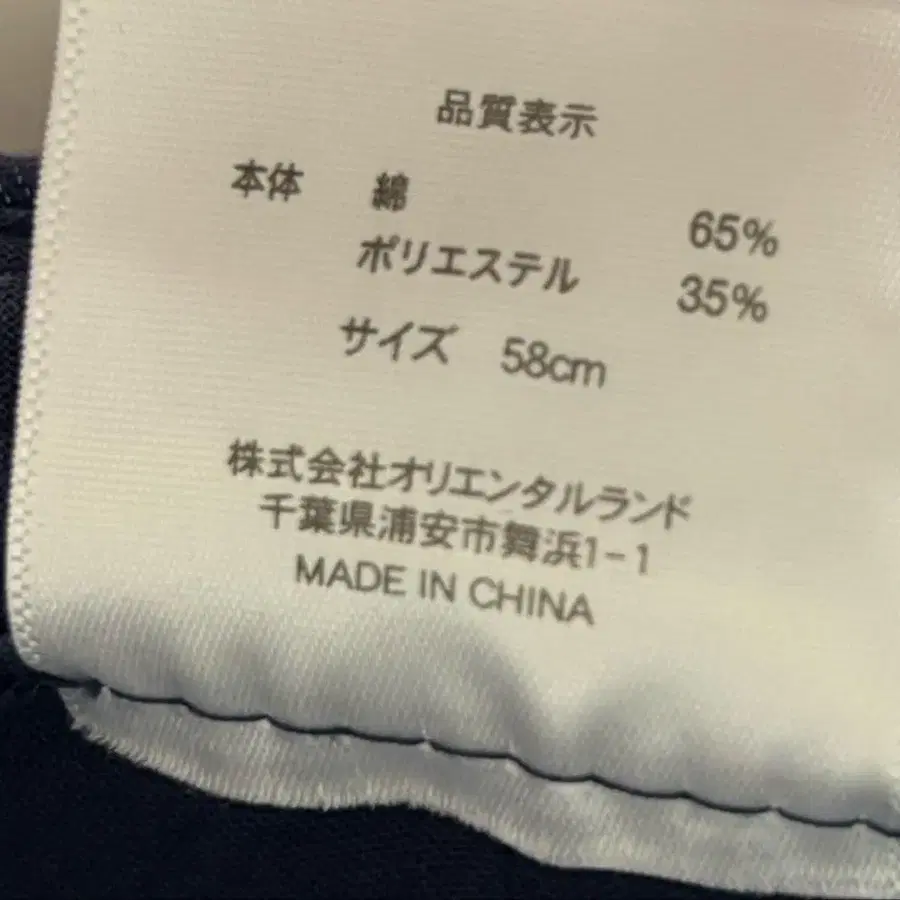 品質表示
本体 綿 65%
ポリエステル 35%
サイズ 58cm
株式会社オリエンタルランド
千葉県浦安市舞浜1-1
MADE IN CHINA